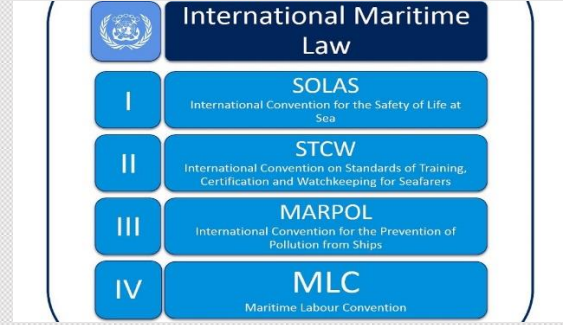 International Maritime
Law
I
SOLAS
International Convention for the Safety of Life at
Sea
II
STCW
International Convention on Standards of Training,
Certification and Watchkeeping for Seafarers
III
MARPOL
International Convention for the Prevention of
Pollution from Ships
IV
MLC
Maritime Labour Convention